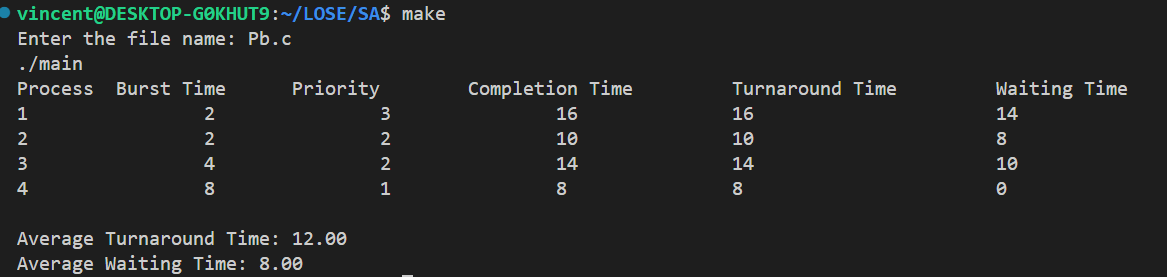 vincent@DESKTOP-G0KHUT9:~/LOSE/SA$ make
Enter the file name: Pb.c
./main
Process  Burst Time  Priority  Completion Time  Turnaround Time  Waiting Time
1  2  3  16  16  14
2  2  2  10  10  8
3  4  2  14  14  10
4  8  1  8  8  0
Average Turnaround Time: 12.00
Average Waiting Time: 8.00